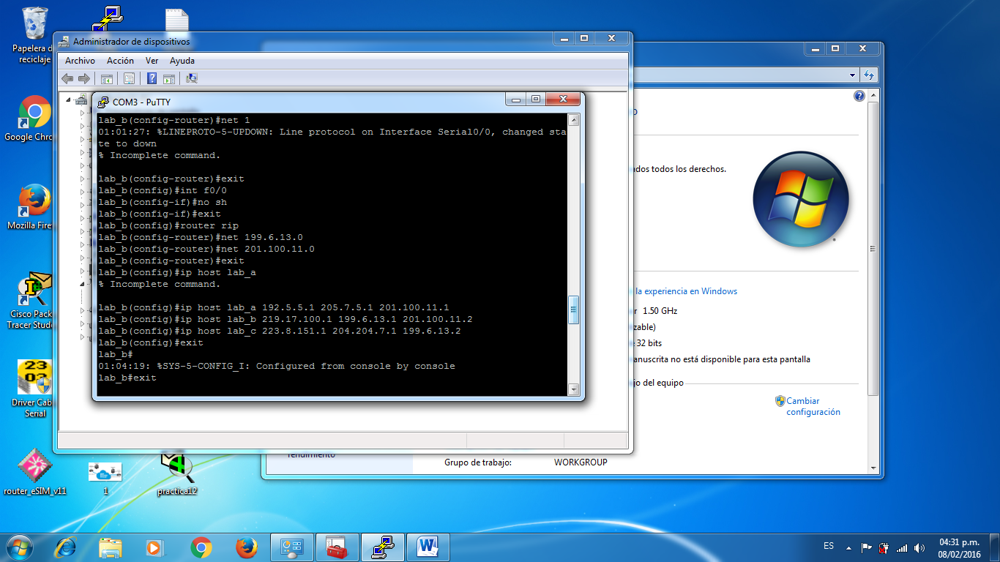 Papelera de
reciclaje
Google Chro
Mozilla Firef
Cisco Pack
Tracer Stude
Driver Cab
Serial
router_eSIM_v11
1
practica12
Administrador de dispositivos
Archivo Acción Ver Ayuda
COM3 - PuTTY
lab_b(config-router)#net 1
01:01:27: %LINEPROTO-5-UPDOWN: Line protocol on Interface Serial0/0, changed sta
te to down
% Incomplete command.
lab_b(config-router)#exit
lab_b(config)#int f0/0
lab_b(config-if)#no sh
lab_b(config-if)#exit
lab_b(config)#router rip
lab_b(config-router)#net 199.6.13.0
lab_b(config-router)#net 201.100.11.0
lab_b(config-router)#exit
lab_b(config)#ip host lab_a
% Incomplete command.
lab_b(config)#ip host lab_a 192.5.5.1 205.7.5.1 201.100.11.1
lab_b(config)#ip host lab_b 219.17.100.1 199.6.13.1 201.100.11.2
lab_b(config)#ip host lab_c 223.8.151.1 204.204.7.1 199.6.13.2
lab_b(config)#exit
lab_b#
01:04:19: %SYS-5-CONFIG_I: Configured from console by console
lab_b#exit
ados todos los derechos.
la experiencia en Windows
r 1.50 GHz
zable)
32 bits
anuscrita no está disponible para esta pantalla
jo del equipo
Cambiar
configuración
rendimiento
Grupo de trabajo: WORKGROUP
ES
04:31 p.m.
08/02/2016